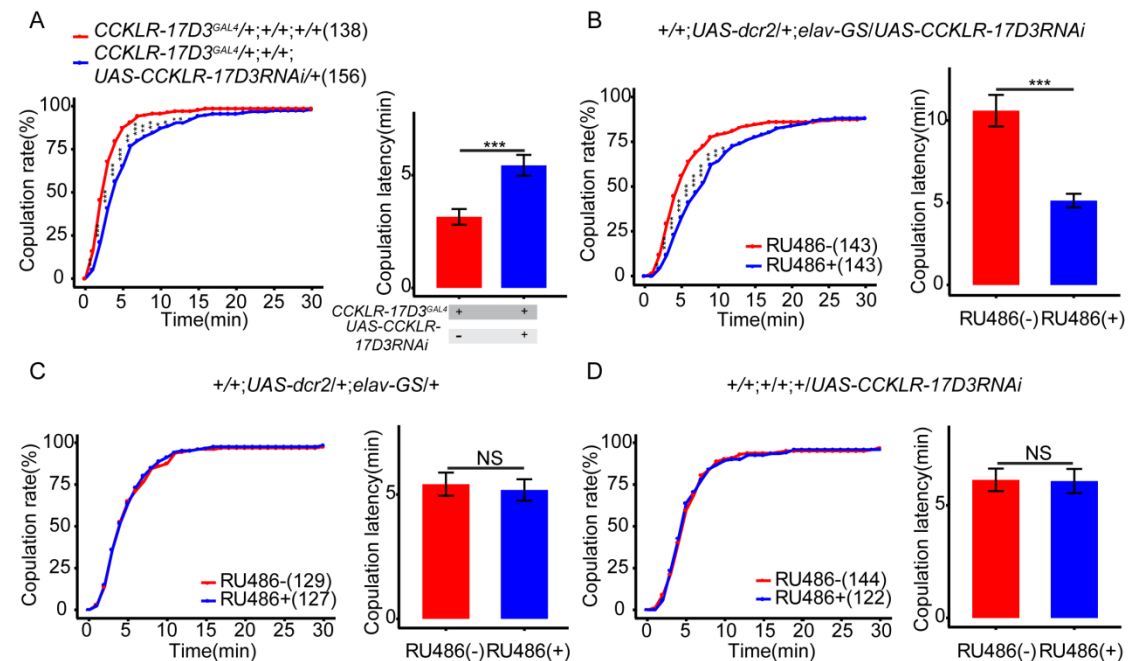 A
CCKLR-17D3GAL4/+;+/+;+/+(138)
CCKLR-17D3GAL4/+;+/+;
UAS-CCKLR-17D3RNAi/+(156)
Copulation rate(%)
100
75
50
25
0
0 5 10 15 20 25 30
Time(min)
** *** *** *** *** *** *** *** ** ** * *
Copulation latency(min)
5
0
***
CCKLR-17D3GAL4 + +
UAS-CCKLR-
17D3RNAi - +
B
+/+;UAS-dcr2/+;elav-GS/UAS-CCKLR-17D3RNAi
Copulation rate(%)
100
75
50
25
0
0 5 10 15 20 25 30
Time(min)
RU486-(143)
RU486+(143)
Copulation latency(min)
10
5
0
***
RU486(-) RU486(+)
C
+/+;UAS-dcr2/+;elav-GS/+
Copulation rate(%)
100
75
50
25
0
0 5 10 15 20 25 30
Time(min)
RU486-(129)
RU486+(127)
Copulation latency(min)
5
0
NS
RU486(-) RU486(+)
D
+/+;+/+;+/UAS-CCKLR-17D3RNAi
Copulation rate(%)
100
75
50
25
0
0 5 10 15 20 25 30
Time(min)
RU486-(144)
RU486+(122)
Copulation latency(min)
5
0
NS
RU486(-) RU486(+)